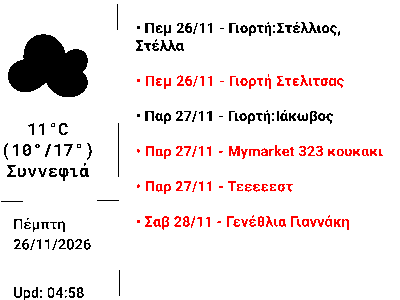 11°C
(10°/17°)
Συννεφιά
Πέμπτη
26/11/2026
Upd: 04:58
• Πεμ 26/11 - Γιορτή:Στέλλιος,
Στέλλα
• Πεμ 26/11 - Γιορτή Στελιτσας
• Παρ 27/11 - Γιορτή:Ιάκωβος
• Παρ 27/11 - Mymarket 323 κουκακι
• Παρ 27/11 - Τεεεεεστ
• Σαβ 28/11 - Γενέθλια Γιαννάκη